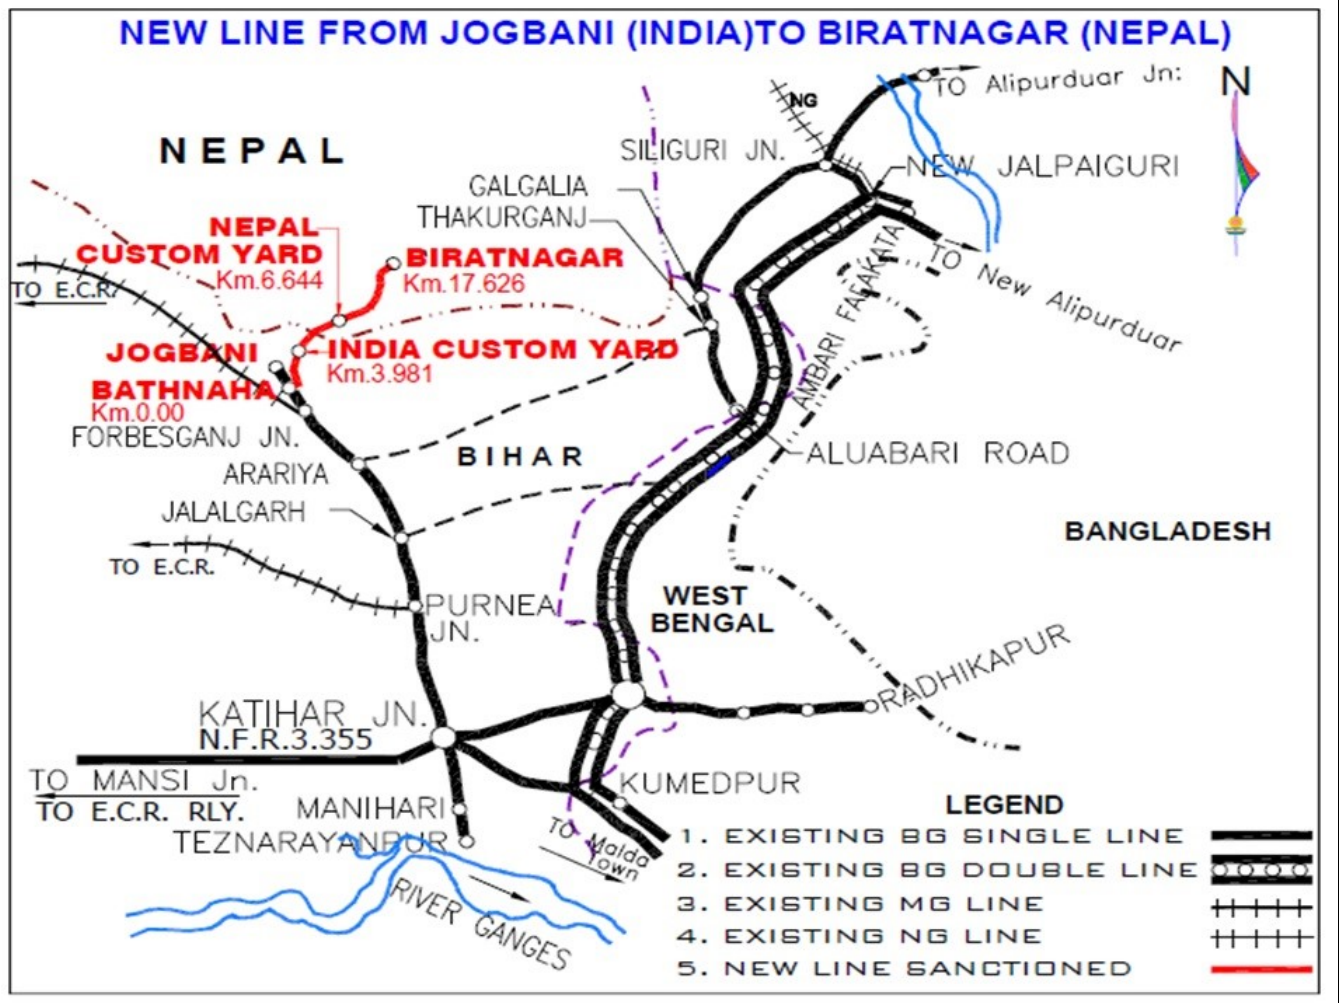 NEW LINE FROM JOGBANI (INDIA)TO BIRATNAGAR (NEPAL)
N
TO Alipurduar Jn:
NG
NEPAL
SILIGURI JN.
NEW JALPAIGURI
GALGALIA
THAKURGANJ
NEPAL
CUSTOM YARD
Km.6.644
BIRATNAGAR
Km.17.626
TO New Alipurduar
TO E.C.R.
AMBARI FALAKATA
JOGBANI
INDIA CUSTOM YARD
Km.3.981
BATHNAHA
Km.0.00
FORBESGANJ JN.
ARARIYA
BIHAR
ALUABARI ROAD
JALALGARH
BANGLADESH
TO E.C.R.
PURNEA
JN.
WEST
BENGAL
RADHIKAPUR
KATIHAR JN.
N.F.R.3.355
TO MANSI Jn.
TO E.C.R. RLY.
KUMEDPUR
MANIHARI
TEZNARAYANPUR
TO Malda
Town
RIVER GANGES
LEGEND
1. EXISTING BG SINGLE LINE
2. EXISTING BG DOUBLE LINE
3. EXISTING MG LINE
4. EXISTING NG LINE
5. NEW LINE SANCTIONED